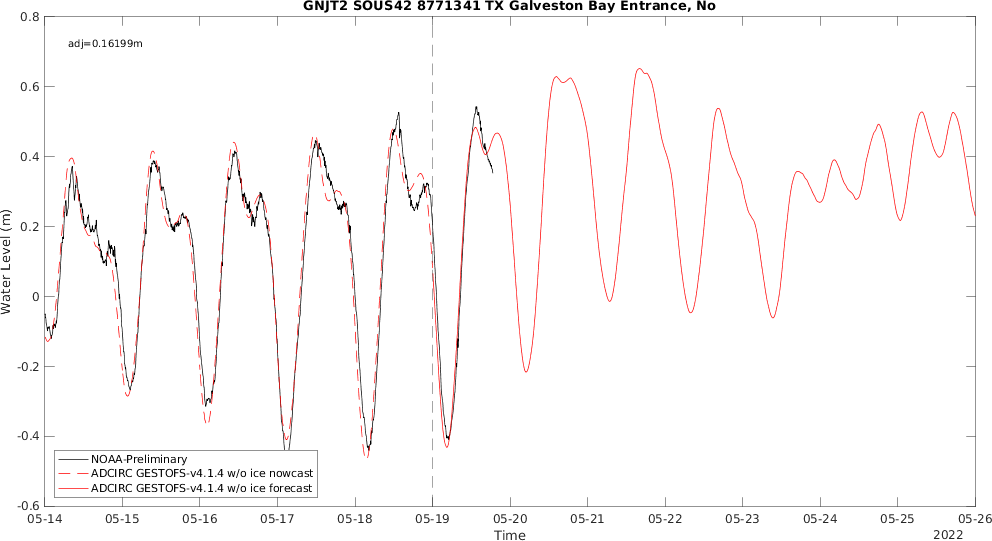 GNJT2 SOUS42 8771341 TX Galveston Bay Entrance, No
adj=0.16199m
Water Level (m)
0.8
0.6
0.4
0.2
0
-0.2
-0.4
-0.6
NOAA-Preliminary
ADCIRC GESTOFS-v4.1.4 w/o ice nowcast
ADCIRC GESTOFS-v4.1.4 w/o ice forecast
05-14 05-15 05-16 05-17 05-18 05-19 05-20 05-21 05-22 05-23 05-24 05-25 05-26
Time
2022